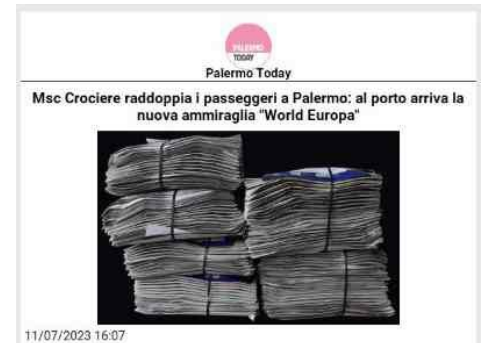 PALERMO
TODAY
Palermo Today
Msc Crociere raddoppia i passeggeri a Palermo: al porto arriva la
nuova ammiraglia "World Europa"
11/07/2023 16:07